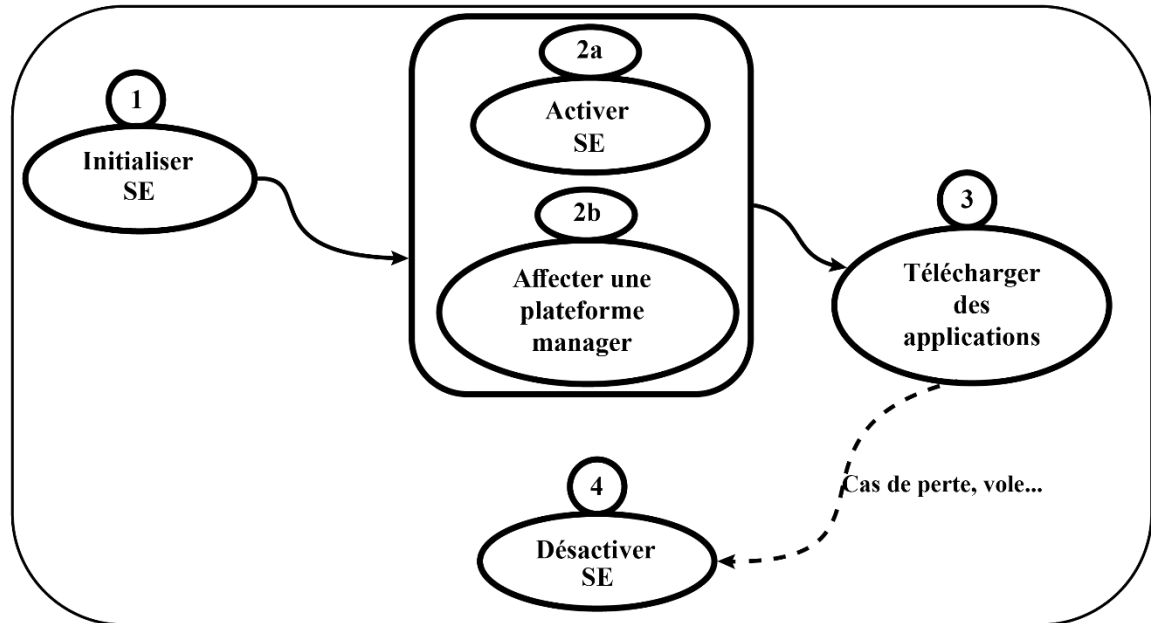 1
Initialiser
SE
2a
Activer
SE
2b
Affecter une
plateforme
manager
3
Télécharger
des
applications
Cas de perte, vole...
4
Désactiver
SE